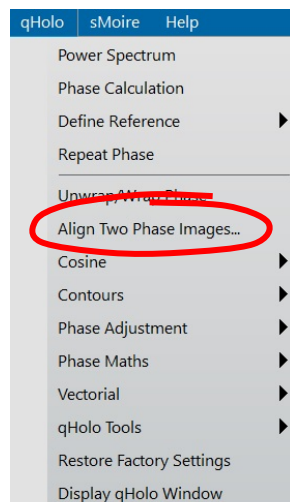 qHolo sMoire Help
Power Spectrum
Phase Calculation
Define Reference
Repeat Phase
Unwrap/Wrap Phase
Align Two Phase Images...
Cosine
Contours
Phase Adjustment
Phase Maths
Vectorial
qHolo Tools
Restore Factory Settings
Display qHolo Window